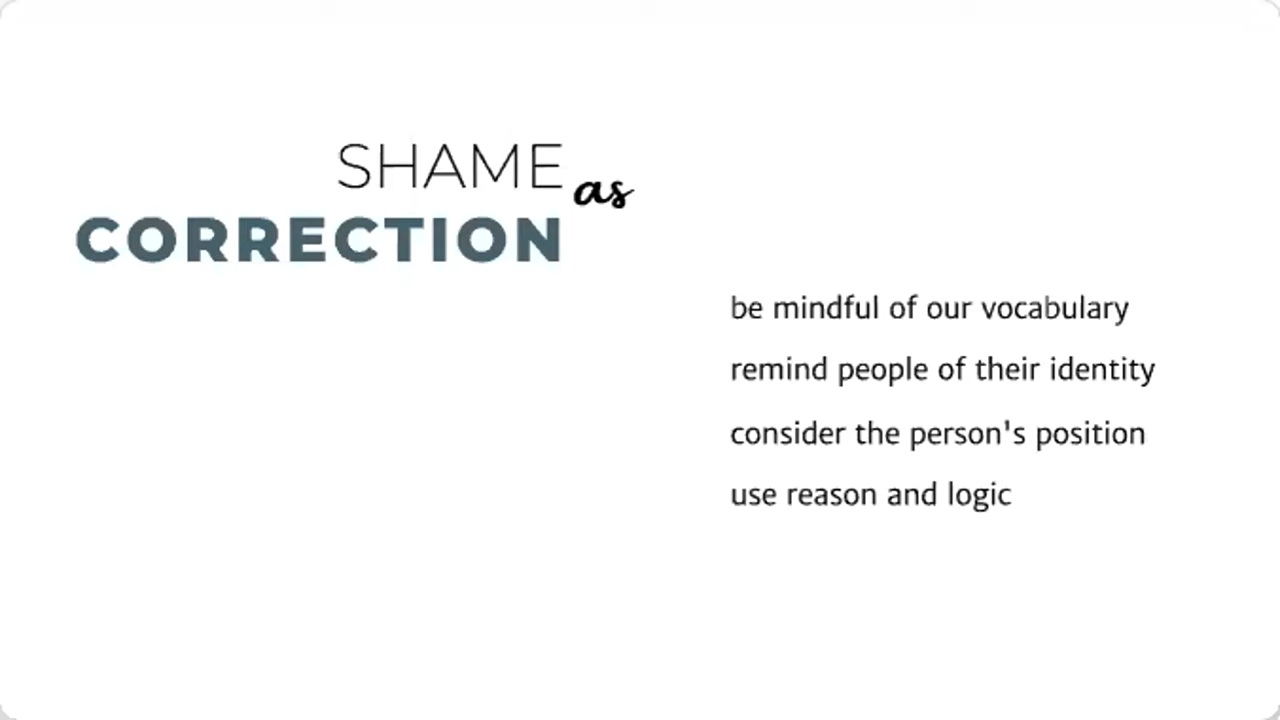 SHAME as
CORRECTION
be mindful of our vocabulary
remind people of their identity
consider the person's position
use reason and logic